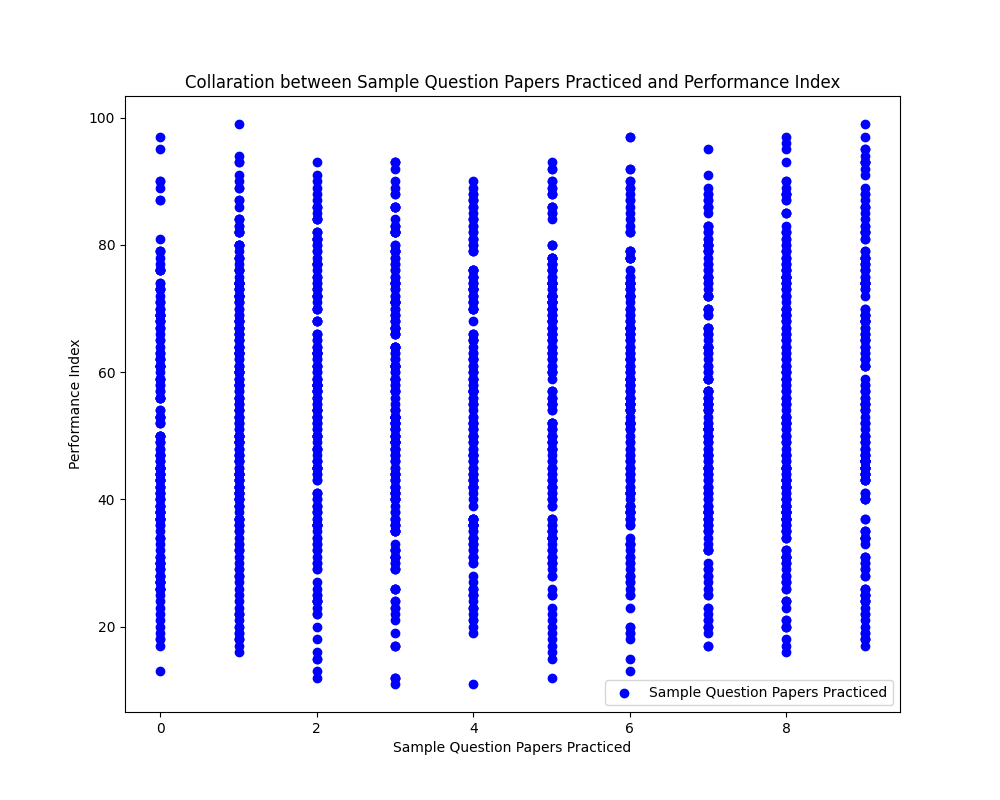 Collaration between Sample Question Papers Practiced and Performance Index
100
80
60
40
20
Performance Index
0 2 4 6 8
Sample Question Papers Practiced
Sample Question Papers Practiced